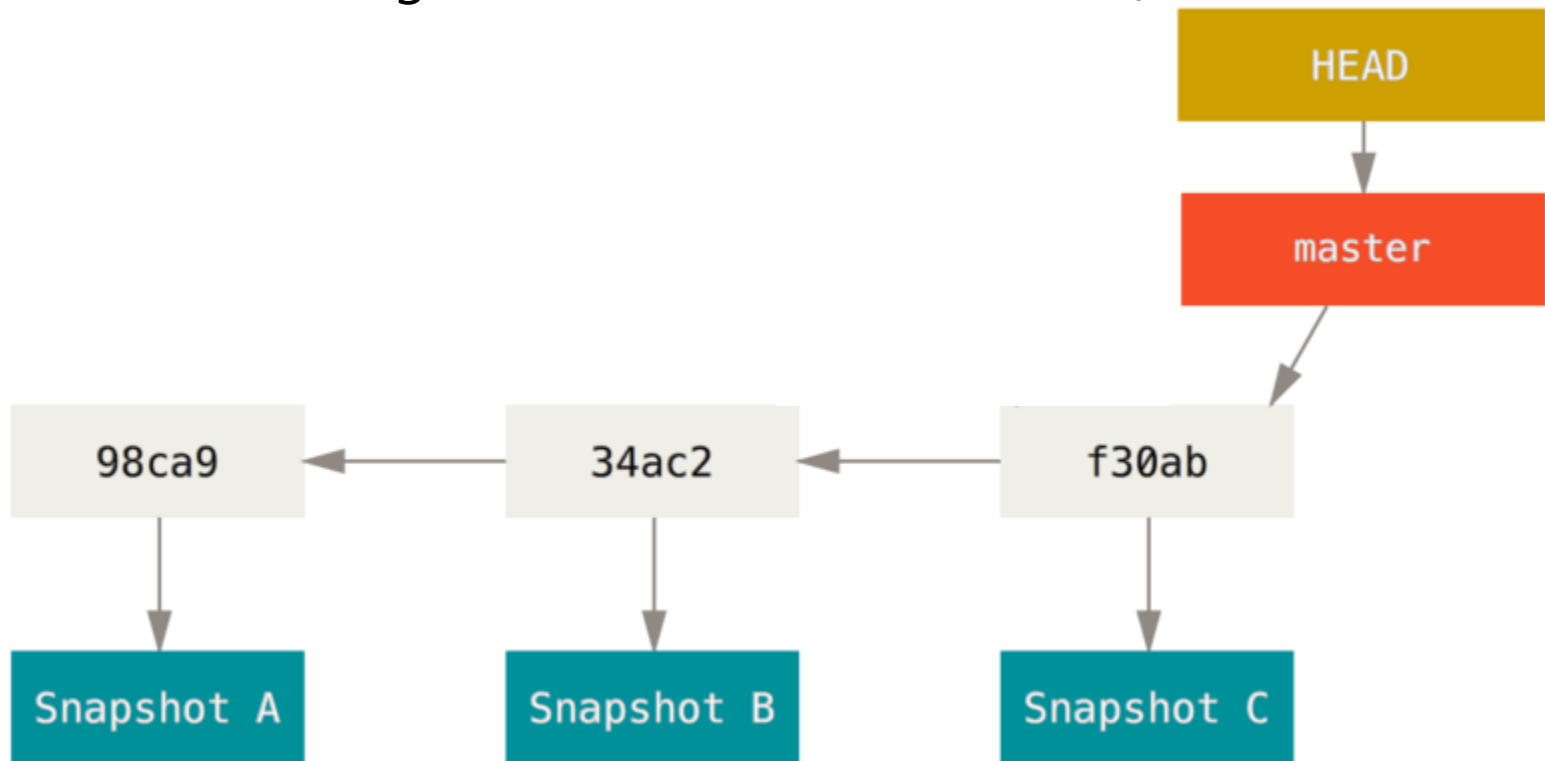 HEAD
master
98ca9
34ac2
f30ab
Snapshot A
Snapshot B
Snapshot C